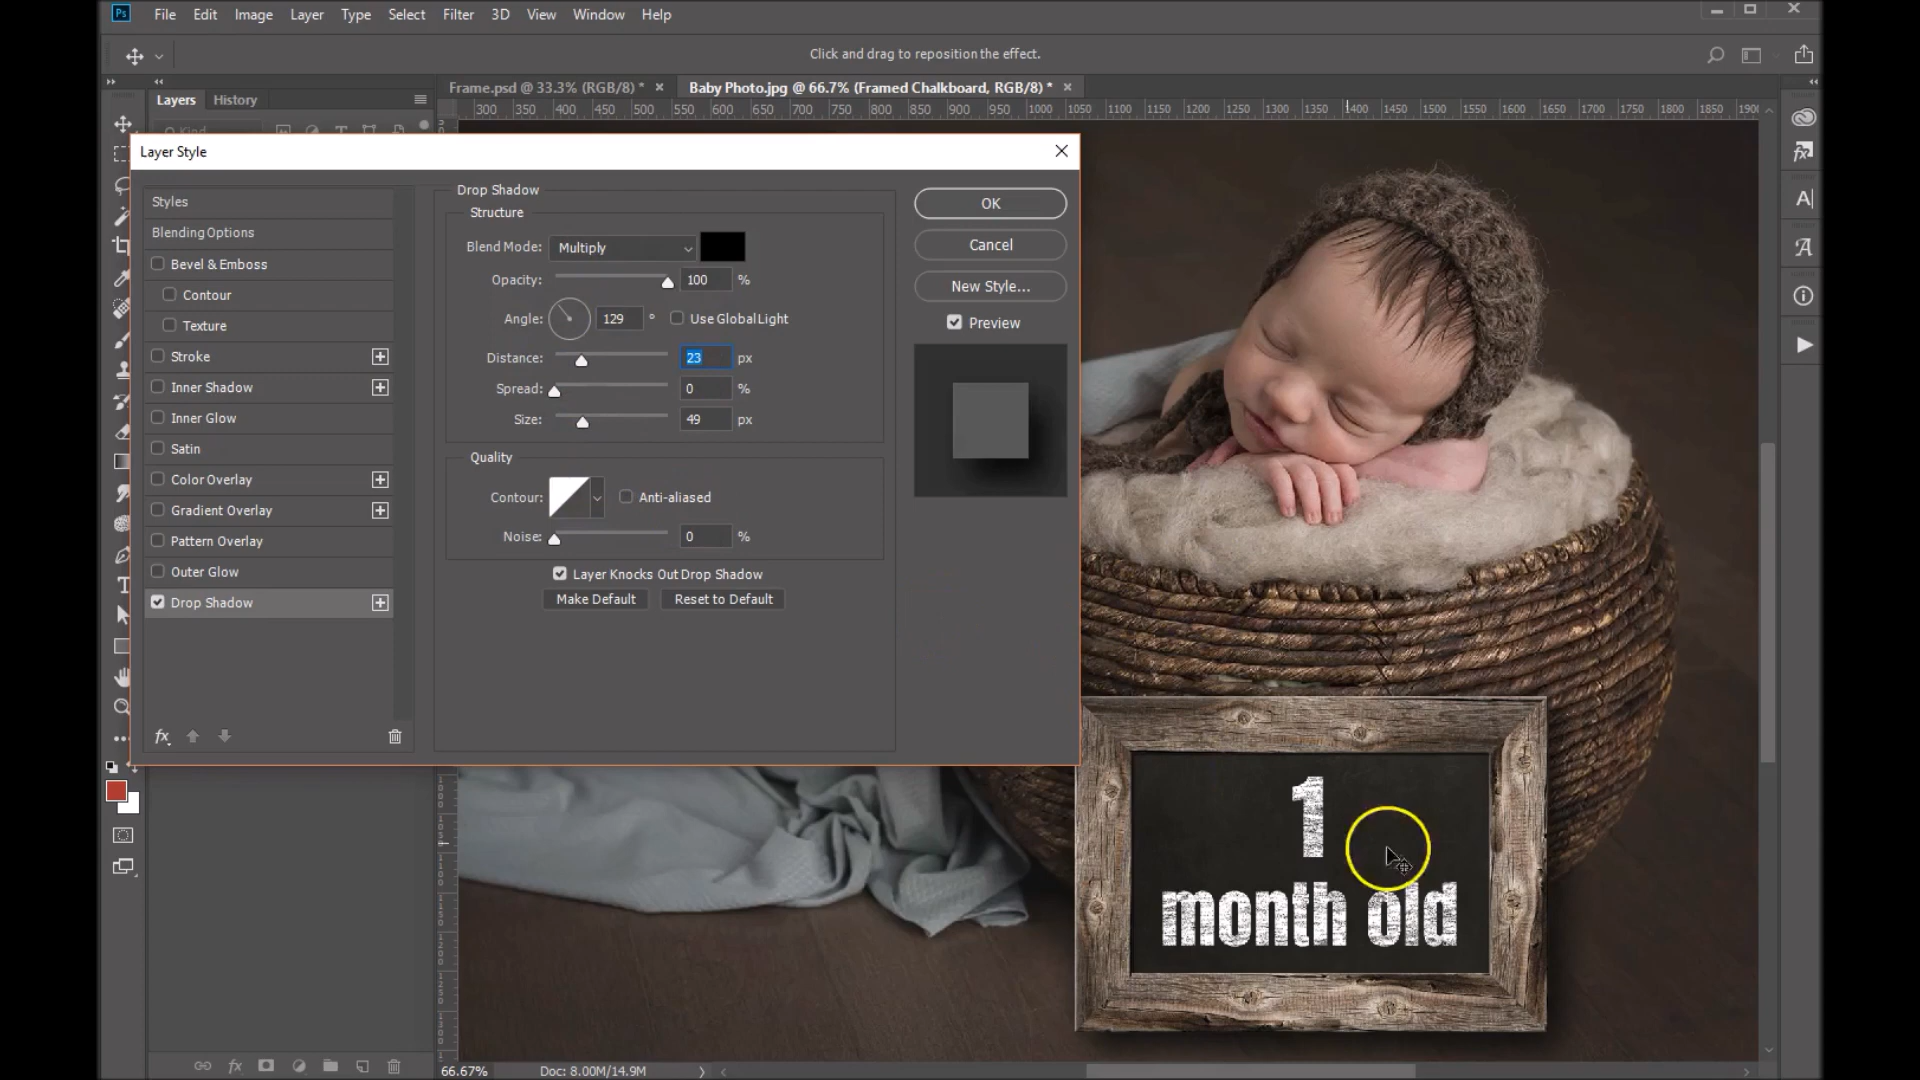 Ps File Edit Image Layer Type Select Filter 3D View Window Help
Click and drag to reposition the effect.
Layers History
Frame.psd @ 33.3% (RGB/8) * × Baby Photo.jpg @ 66.7% (Framed Chalkboard, RGB/8) * ×
300 350 400 450 500 550 600 650 700 750 800 850 900 950 1000 1050 1100 1150 1200 1250 1300 1350 1400 1450 1500 1550 1600 1650 1700 1750 1800 1850 1900
Kind
Layer Style
Styles
Blending Options
Bevel & Emboss
Contour
Texture
Stroke
Inner Shadow
Inner Glow
Satin
Color Overlay
Gradient Overlay
Pattern Overlay
Outer Glow
Drop Shadow
fx
Drop Shadow
Structure
Blend Mode: Multiply
Opacity: 100 %
Angle: 129 ° Use Global Light
Distance: 23 px
Spread: 0 %
Size: 49 px
Quality
Contour: Anti-aliased
Noise: 0 %
Layer Knocks Out Drop Shadow
Make Default Reset to Default
OK
Cancel
New Style...
Preview
1
month old
fx
66.67% Doc: 8.00M/14.9M